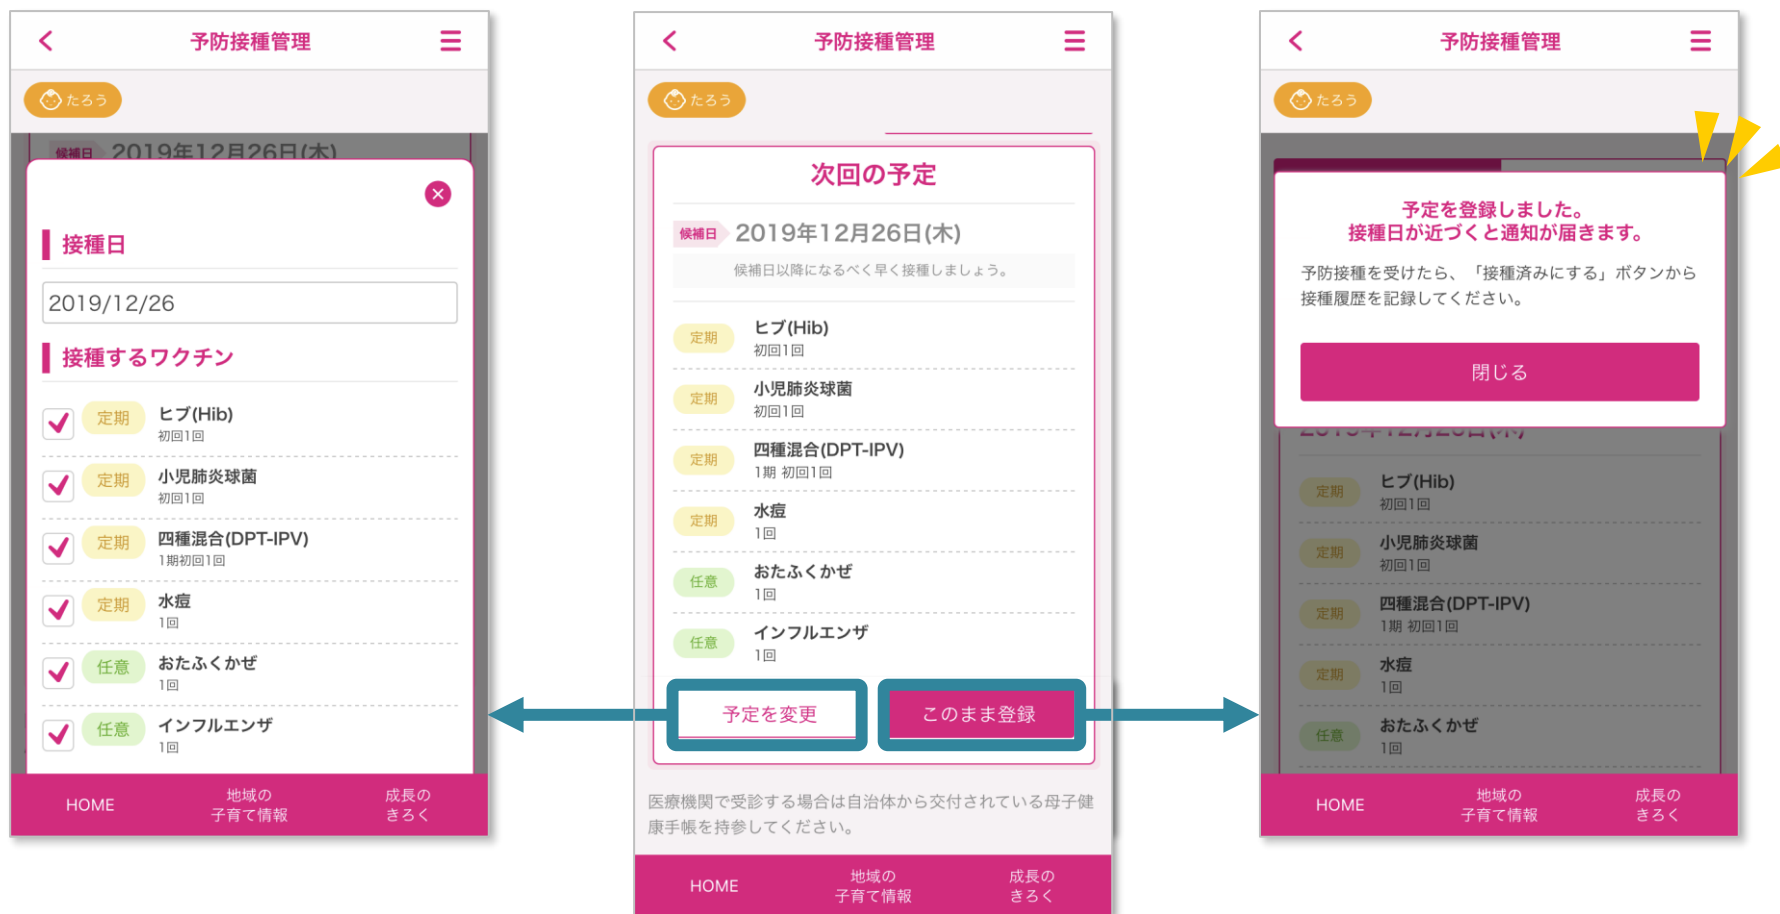 予防接種管理
たろう
候補日 2019年12月26日(木)
接種日
2019/12/26
接種するワクチン
定期 ヒブ(Hib)
初回1回
定期 小児肺炎球菌
初回1回
定期 四種混合(DPT-IPV)
1期初回1回
定期 水痘
1回
任意 おたふくかぜ
1回
任意 インフルエンザ
1回
HOME
地域の
子育て情報
成長の
きろく
予防接種管理
たろう
次回の予定
候補日 2019年12月26日(木)
候補日以降になるべく早く接種しましょう。
定期 ヒブ(Hib)
初回1回
定期 小児肺炎球菌
初回1回
定期 四種混合(DPT-IPV)
1期 初回1回
定期 水痘
1回
任意 おたふくかぜ
1回
任意 インフルエンザ
1回
予定を変更
このまま登録
医療機関で受診する場合は自治体から交付されている母子健
康手帳を持参してください。
HOME
地域の
子育て情報
成長の
きろく
予防接種管理
たろう
予定を登録しました。
接種日が近づくと通知が届きます。
予防接種を受けたら、「接種済みにする」ボタンから
接種履歴を記録してください。
閉じる
2019年12月26日(木)
定期 ヒブ(Hib)
初回1回
定期 小児肺炎球菌
初回1回
定期 四種混合(DPT-IPV)
1期 初回1回
定期 水痘
1回
任意 おたふくかぜ
1回
HOME
地域の
子育て情報
成長の
きろく